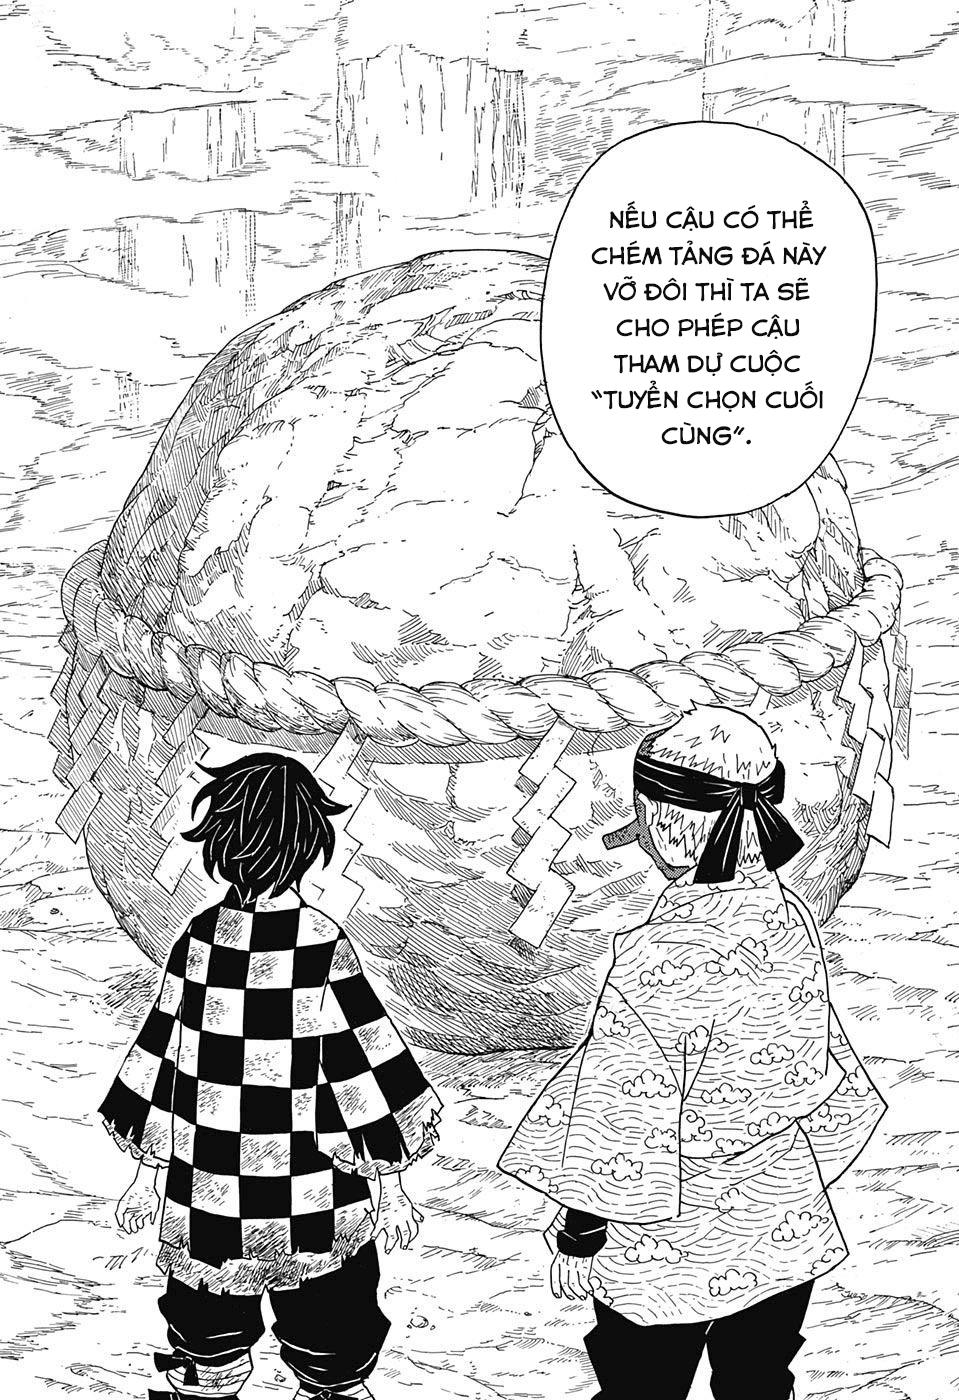 NẾU CẬU CÓ THỂ
CHÉM TẢNG ĐÁ NÀY
VỠ ĐÔI THÌ TA SẼ
CHO PHÉP CẬU
THAM DỰ CUỘC
“TUYỂN CHỌN CUỐI
CÙNG”.